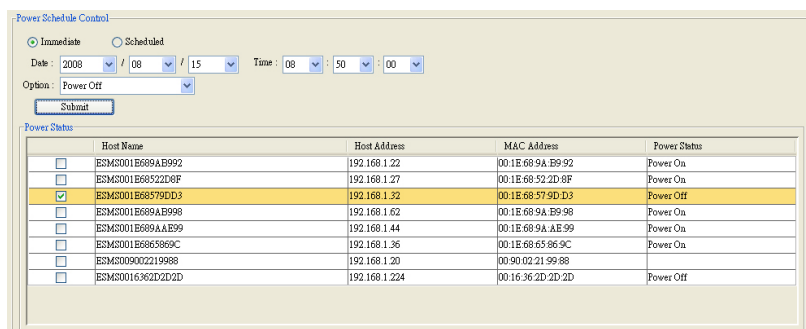 Power Schedule Control
Immediate Scheduled
Date : 2008 / 08 / 15 Time : 08 : 50 : 00
Option : Power Off
Submit
Power Status
Host Name Host Address MAC Address Power Status
ESMS001E689AB992 192.168.1.22 00:1E:68:9A:B9:92 Power On
ESMS001E68522D8F 192.168.1.27 00:1E:68:52:2D:8F Power On
ESMS001E68579DD3 192.168.1.32 00:1E:68:57:9D:D3 Power Off
ESMS001E689AB998 192.168.1.62 00:1E:68:9A:B9:98 Power On
ESMS001E689AAE99 192.168.1.44 00:1E:68:9A:AE:99 Power On
ESMS001E6865869C 192.168.1.36 00:1E:68:65:86:9C Power On
ESMS009002219988 192.168.1.20 00:90:02:21:99:88
ESMS0016362D2D2D 192.168.1.224 00:16:36:2D:2D:2D Power Off